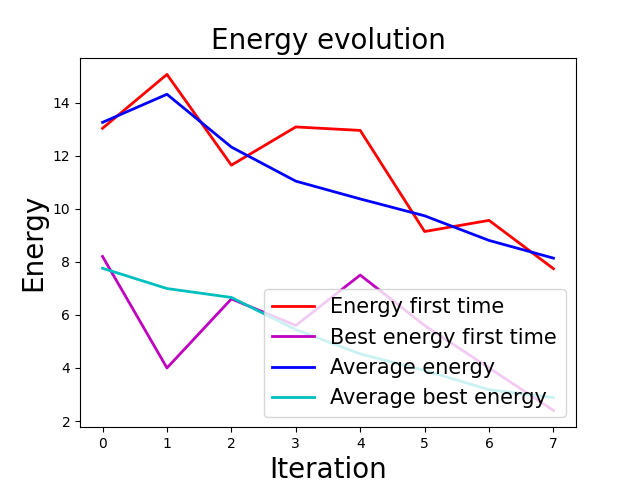 Energy evolution
Energy
14
12
10
8
6
4
2
Energy first time
Best energy first time
Average energy
Average best energy
0 1 2 3 4 5 6 7
Iteration